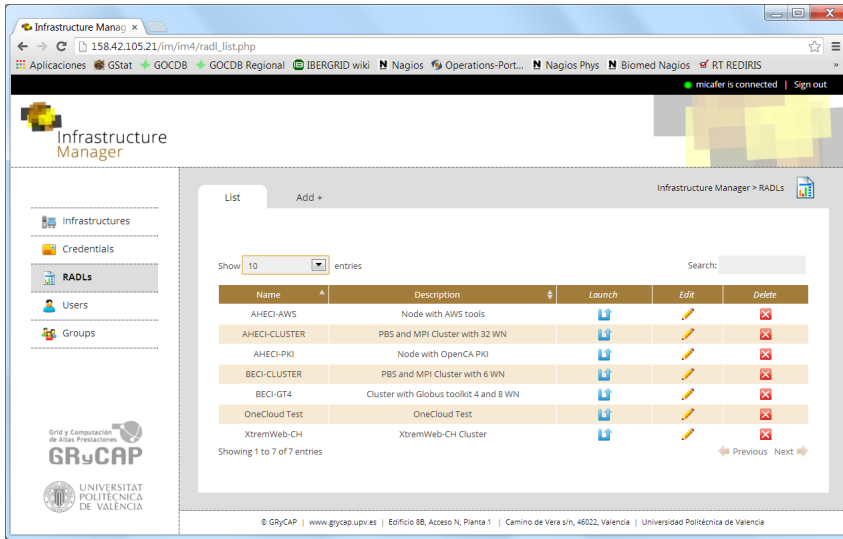 Infrastructure Manag ×
158.42.105.21/im/im4/radl_list.php
Aplicaciones GStat GOCDB GOCDB Regional IBERGRID wiki Nagios Operations-Port... Nagios Phys Biomed Nagios RT REDIRIS »
micafer is connected | Sign out
Infrastructure
Manager
List Add +
Infrastructure Manager > RADLs
Infrastructures
Credentials
RADLs
Users
Groups
Show 10 entries Search:
Name Description Launch Edit Delete
AHECI-AWS Node with AWS tools
AHECI-CLUSTER PBS and MPI Cluster with 32 WN
AHECI-PKI Node with OpenCA PKI
BECI-CLUSTER PBS and MPI Cluster with 6 WN
BECI-GT4 Cluster with Globus toolkit 4 and 8 WN
OneCloud Test OneCloud Test
XtremWeb-CH XtremWeb-CH Cluster
Showing 1 to 7 of 7 entries Previous Next
Grid y Computación
de Altas Prestaciones
GRyCAP
UNIVERSITAT
POLITÈCNICA
DE VALÈNCIA
© GRyCAP | www.grycap.upv.es | Edificio 8B, Acceso N, Planta 1 | Camino de Vera s/n, 46022, Valencia | Universidad Politécnica de Valencia